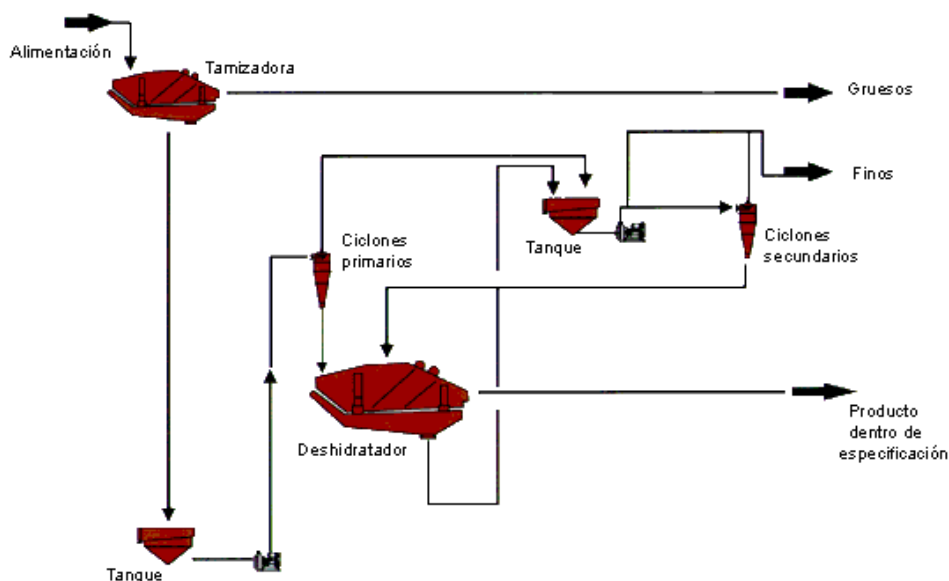 Alimentación
Tamizadora
Gruesos
Finos
Ciclones
primarios
Tanque
Ciclones
secundarios
Deshidratador
Producto
dentro de
especificación
Tanque